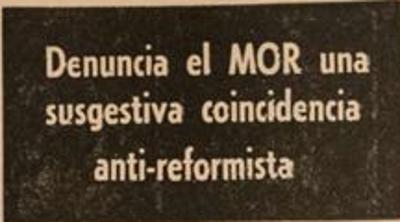 Denuncia el MOR una
susgestiva coincidencia
anti-reformista